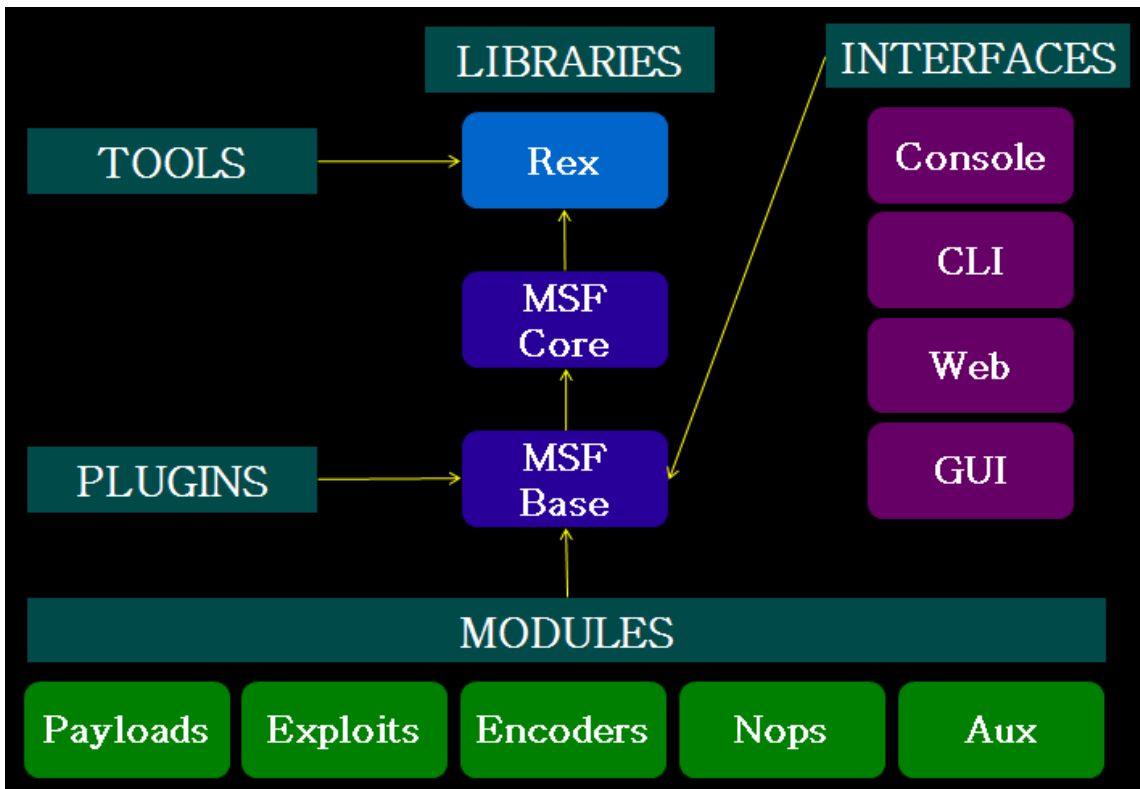 LIBRARIES
INTERFACES
TOOLS
Rex
Console
MSF
Core
CLI
Web
PLUGINS
MSF
Base
GUI
MODULES
Payloads
Exploits
Encoders
Nops
Aux